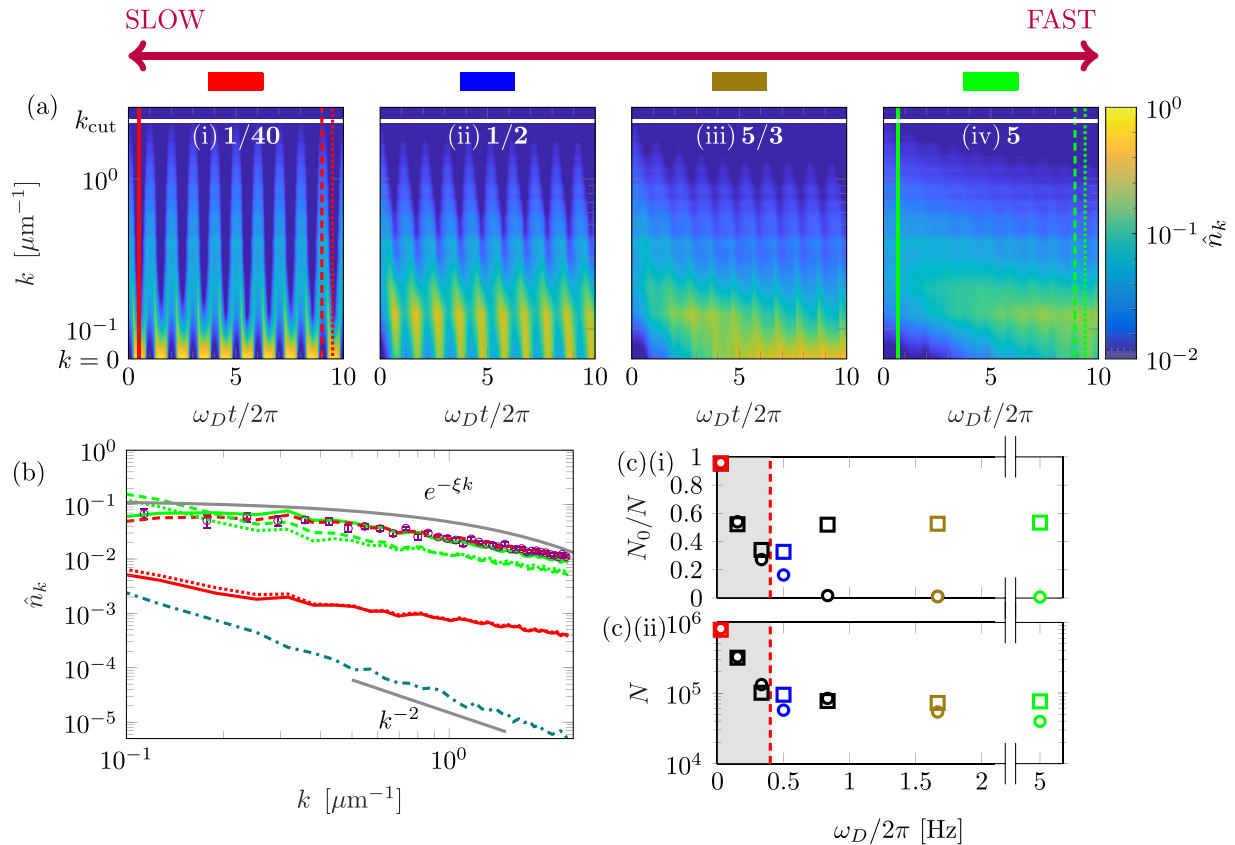 SLOW FAST
(a)
k_cut
(i) 1/40 (ii) 1/2 (iii) 5/3 (iv) 5
10^0
10^0
k [μm^−1]
10^−1
n̂_k
10^−1
k = 0
10^−2
0 5 10 0 5 10 0 5 10 0 5 10
ω_D t/2π ω_D t/2π ω_D t/2π ω_D t/2π
(b)
10^0
10^−1
10^−2
10^−3
10^−4
10^−5
n̂_k
e^−ξk
k^−2
10^−1 10^0
k [μm^−1]
(c)(i)
1
0.8
0.6
0.4
0.2
0
N_0/N
(c)(ii)
10^6
10^5
10^4
N
0 0.5 1 1.5 2 5
ω_D/2π [Hz]